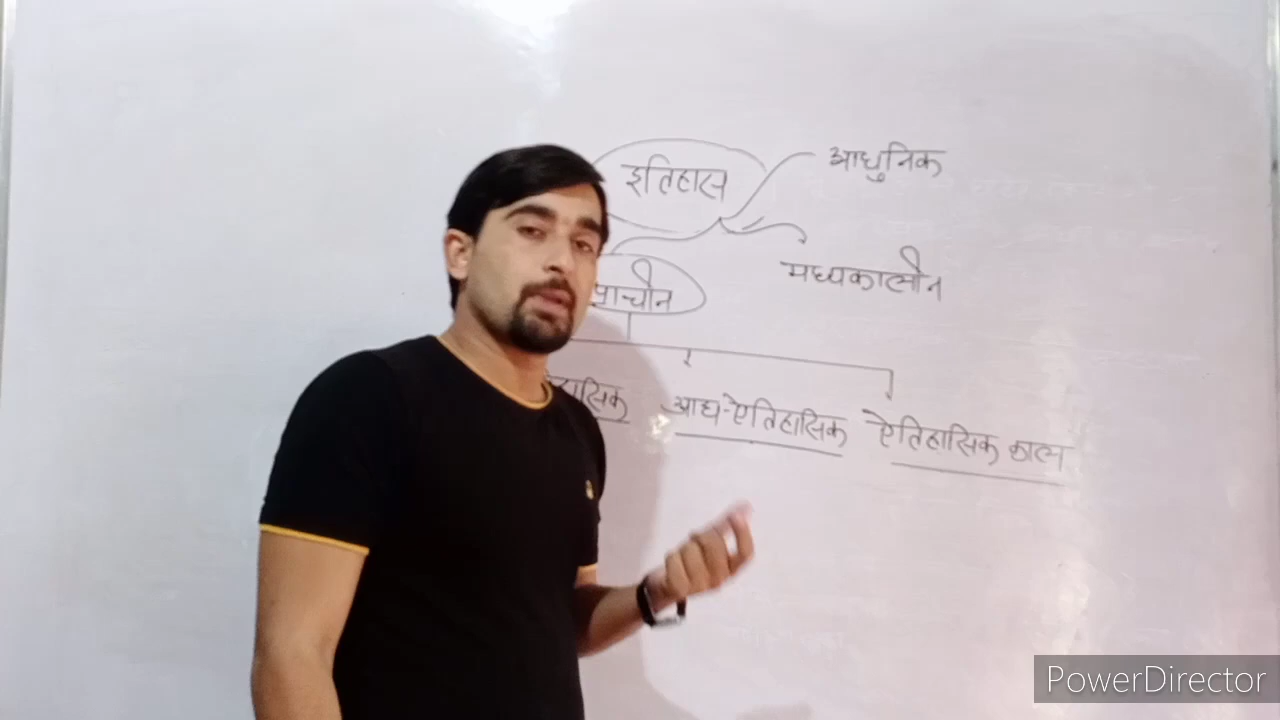 इतिहास
आधुनिक
मध्यकालीन
प्राचीन
आद्य-ऐतिहासिक
ऐतिहासिक काल
PowerDirector